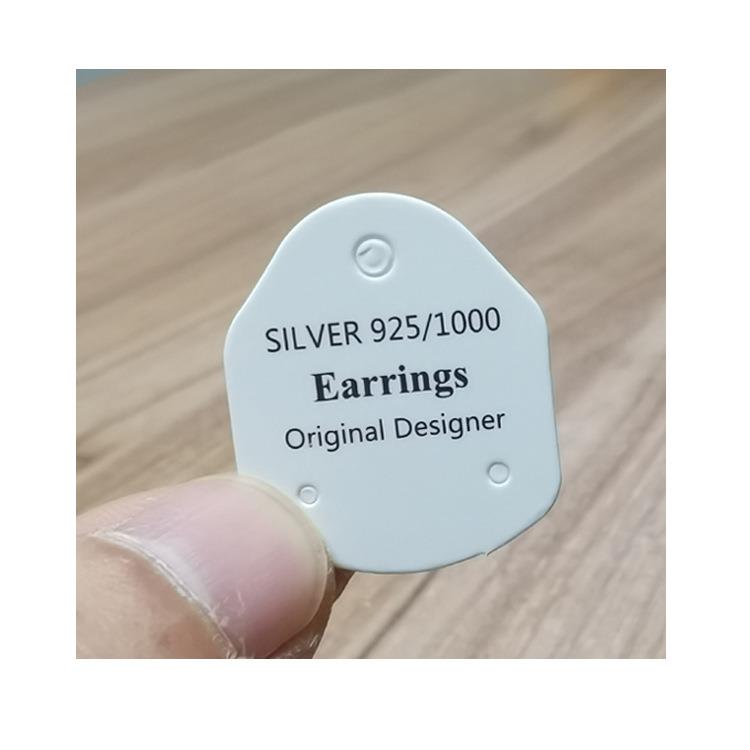 SILVER 925/1000
Earrings
Original Designer